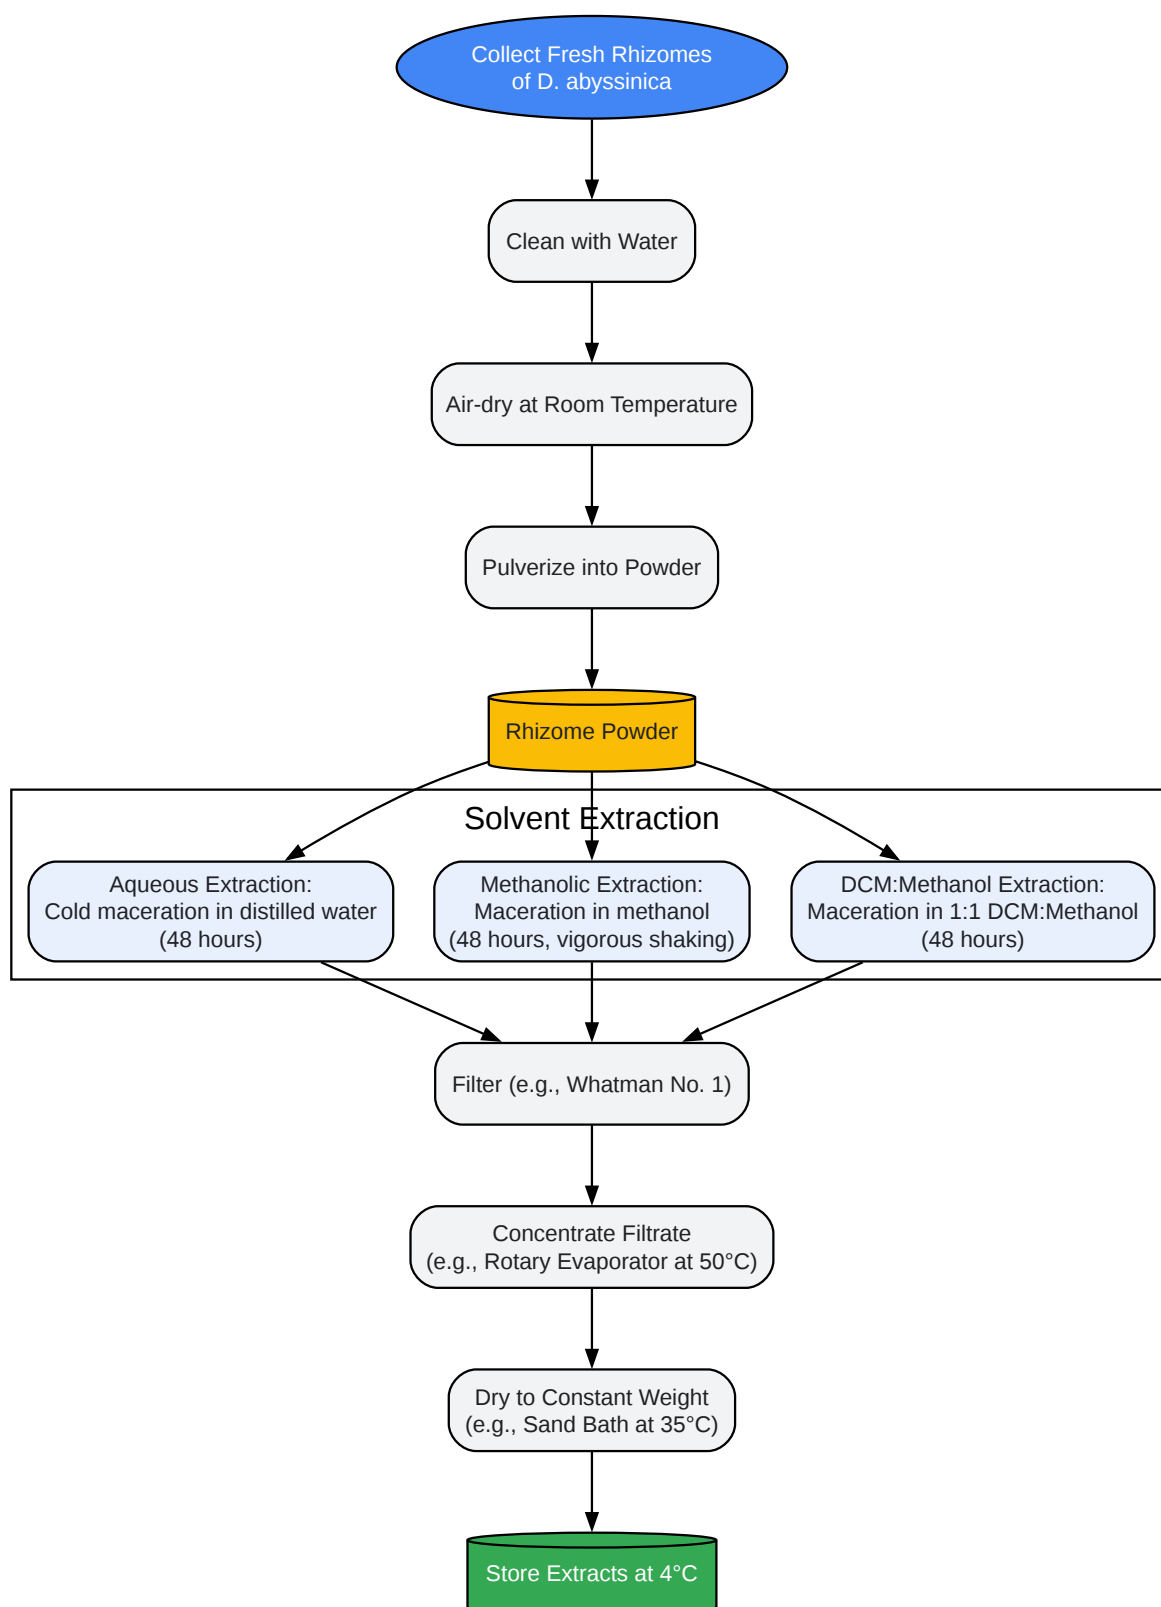 Collect Fresh Rhizomes
of D. abyssinica
Clean with Water
Air-dry at Room Temperature
Pulverize into Powder
Rhizome Powder
Solvent Extraction
Aqueous Extraction:
Cold maceration in distilled water
(48 hours)
Methanolic Extraction:
Maceration in methanol
(48 hours, vigorous shaking)
DCM:Methanol Extraction:
Maceration in 1:1 DCM:Methanol
(48 hours)
Filter (e.g., Whatman No. 1)
Concentrate Filtrate
(e.g., Rotary Evaporator at 50°C)
Dry to Constant Weight
(e.g., Sand Bath at 35°C)
Store Extracts at 4°C